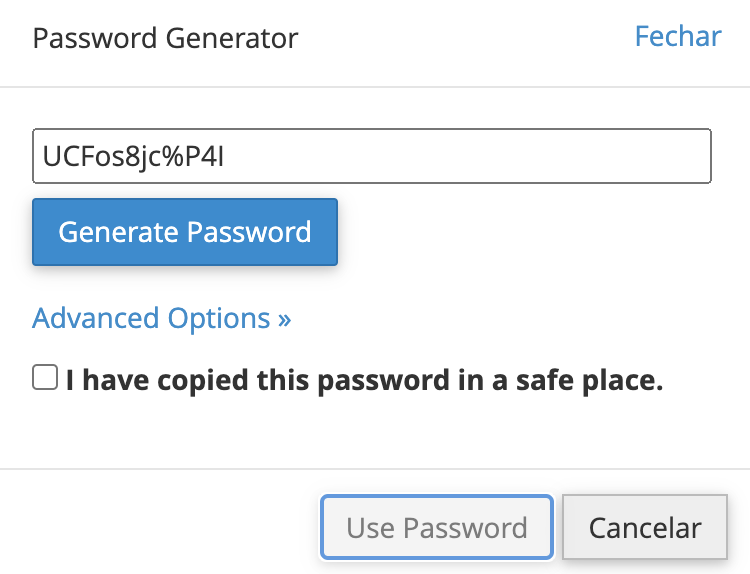 Password Generator
Fechar
UCFos8jc%P4l
Generate Password
Advanced Options »
I have copied this password in a safe place.
Use Password
Cancelar